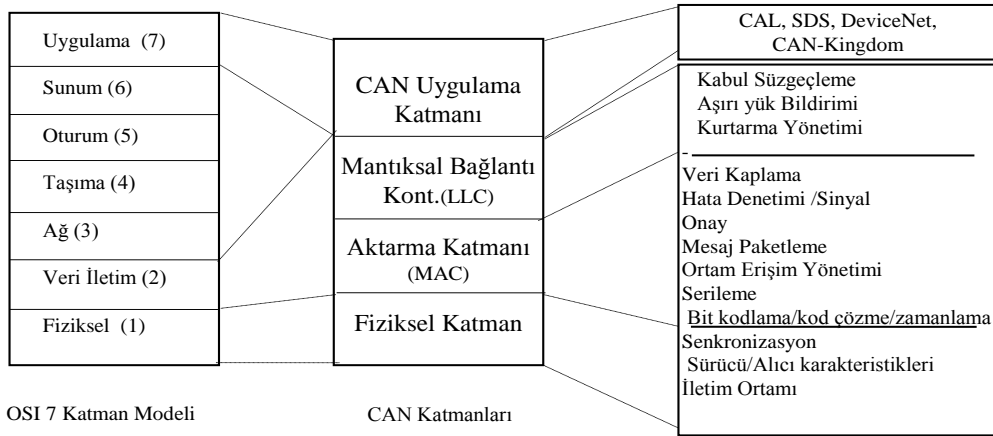 Uygulama (7)
Sunum (6)
Oturum (5)
Taşıma (4)
Ağ (3)
Veri İletim (2)
Fiziksel (1)
OSI 7 Katman Modeli
CAN Uygulama
Katmanı
Mantıksal Bağlantı
Kont.(LLC)
Aktarma Katmanı
(MAC)
Fiziksel Katman
CAN Katmanları
CAL, SDS, DeviceNet,
CAN-Kingdom
Kabul Süzgeçleme
Aşırı yük Bildirimi
Kurtarma Yönetimi
-
Veri Kaplama
Hata Denetimi /Sinyal
Onay
Mesaj Paketleme
Ortam Erişim Yönetimi
Serileme
Bit kodlama/kod çözme/zamanlama
Senkronizasyon
Sürücü/Alıcı karakteristikleri
İletim Ortamı